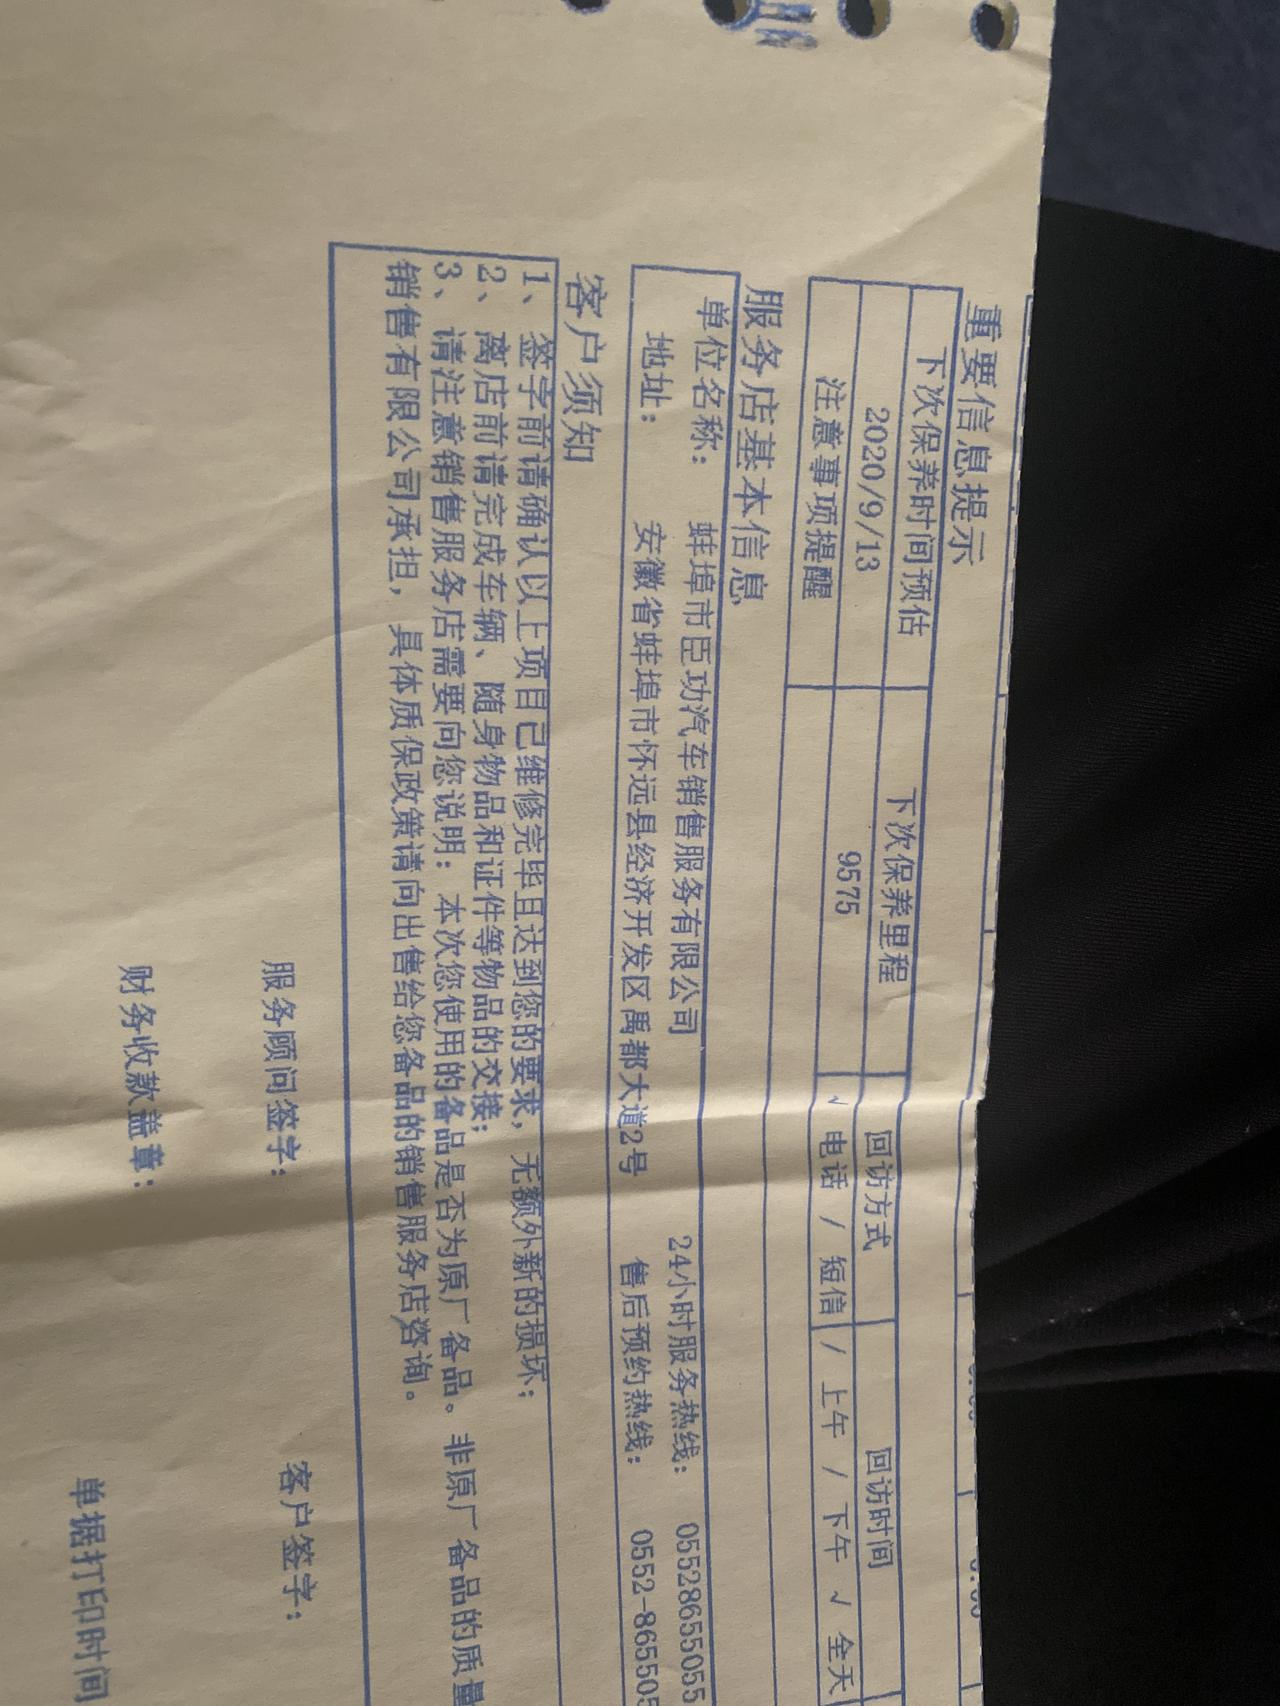 重要信息提示
下次保养时间预估 下次保养里程 回访方式 回访时间
2020/9/13 9575 √ 电话 / 短信 / 上午 / 下午 √ 全天
注意事项提醒
服务店基本信息
单位名称： 蚌埠市臣功汽车销售服务有限公司 24小时服务热线： 05528655055
地址： 安徽省蚌埠市怀远县经济开发区禹都大道2号 售后预约热线： 0552-865505
客户须知
1、签字前请确认以上项目已维修完毕且达到您的要求，无额外新的损坏；
2、离店前请完成车辆、随身物品和证件等物品的交接；
3、请注意销售服务店需要向您说明：本次您使用的备品是否为原厂备品。非原厂备品的质量
销售有限公司承担，具体质保政策请向出售给您备品的销售服务店咨询。
服务顾问签字： 客户签字：
财务收款盖章： 单据打印时间